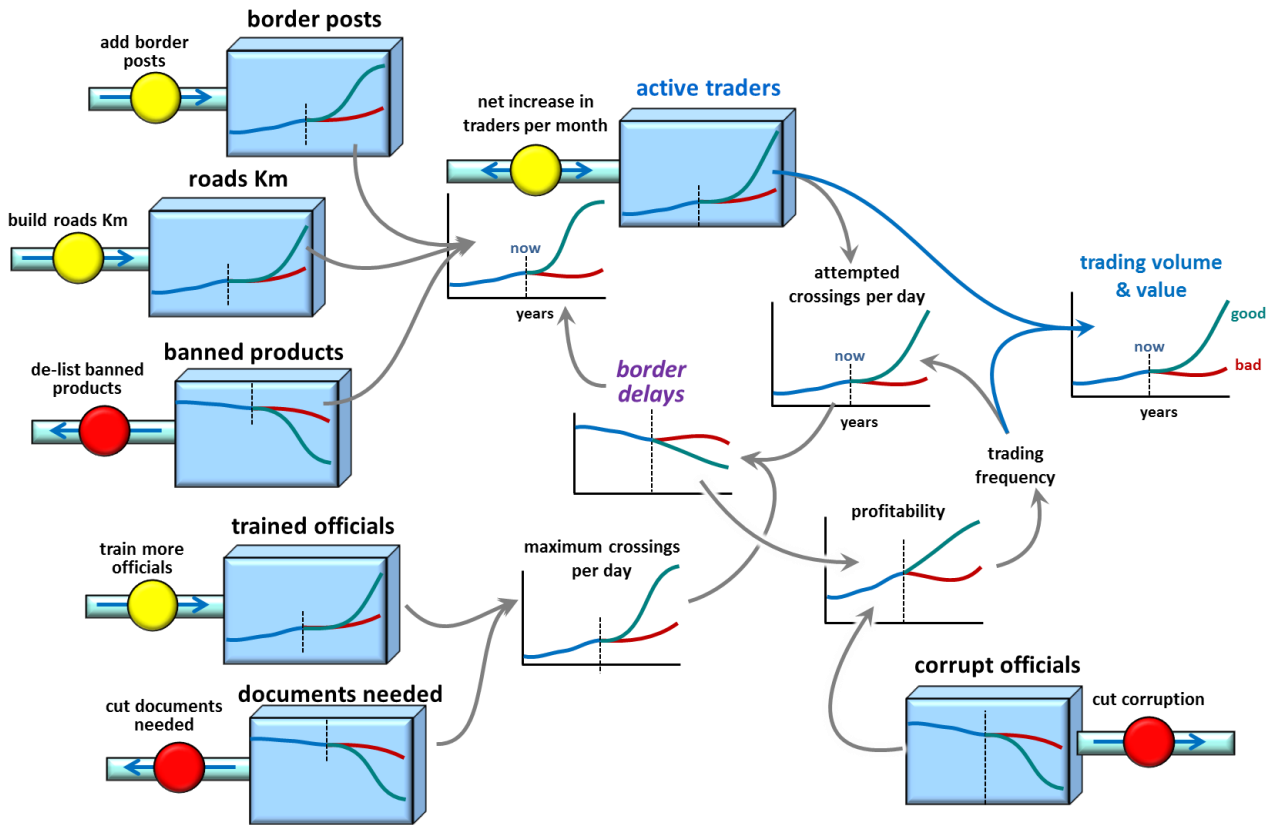 border posts
add border
posts
roads Km
build roads Km
banned products
de-list banned
products
trained officials
train more
officials
documents needed
cut documents
needed
active traders
net increase in
traders per month
now
years
border
delays
maximum crossings
per day
attempted
crossings per day
now
years
trading
frequency
profitability
corrupt officials
cut corruption
trading volume
& value
now
good
bad
years